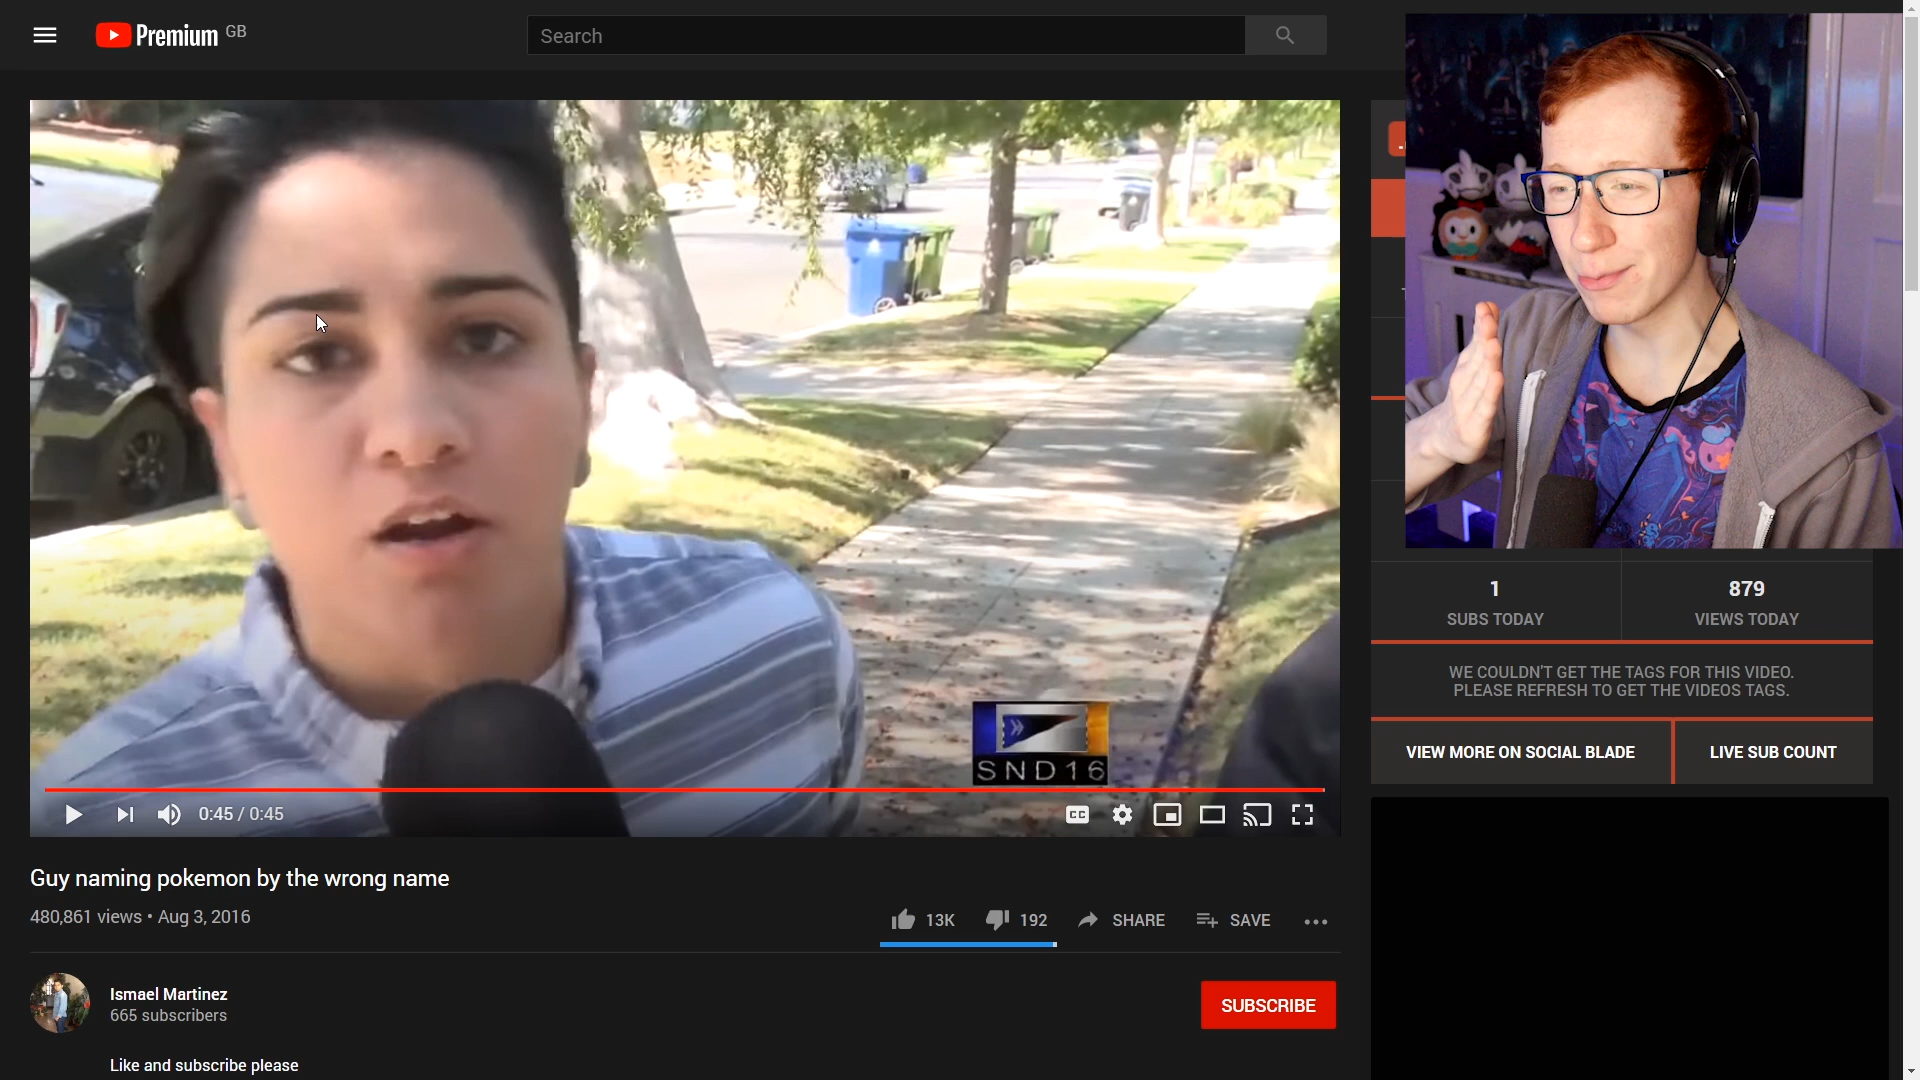 Premium GB
Search
SND16
0:45 / 0:45
CC
Guy naming pokemon by the wrong name
480,861 views • Aug 3, 2016
13K
192
SHARE
SAVE
Ismael Martinez
665 subscribers
SUBSCRIBE
Like and subscribe please
1
SUBS TODAY
879
VIEWS TODAY
WE COULDN'T GET THE TAGS FOR THIS VIDEO.
PLEASE REFRESH TO GET THE VIDEOS TAGS.
VIEW MORE ON SOCIAL BLADE
LIVE SUB COUNT